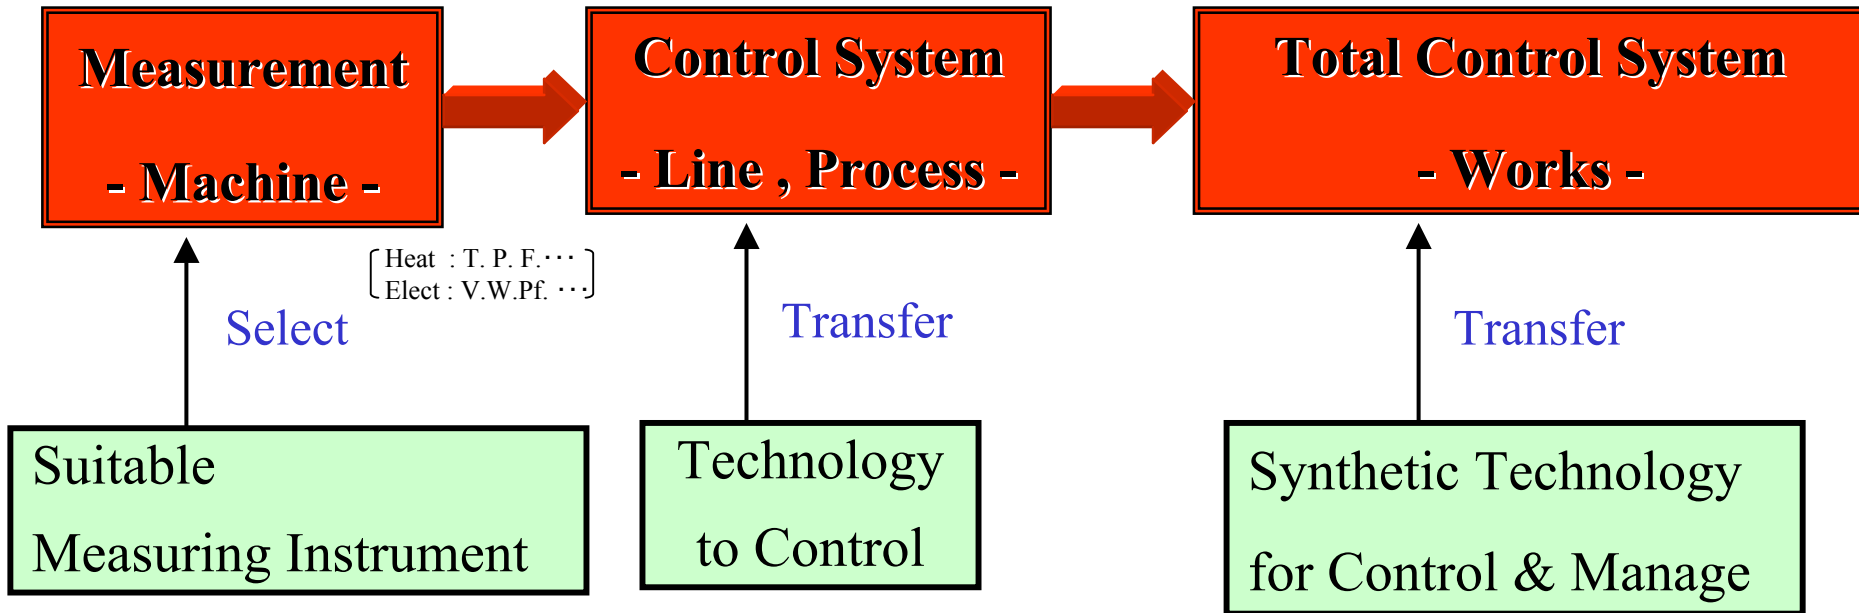 Measurement
- Machine -
Control System
- Line , Process -
Total Control System
- Works -
Heat : T. P. F.･･･
Elect : V.W.Pf. ･･･
Select
Transfer
Transfer
Suitable
Measuring Instrument
Technology
to Control
Synthetic Technology
for Control & Manage